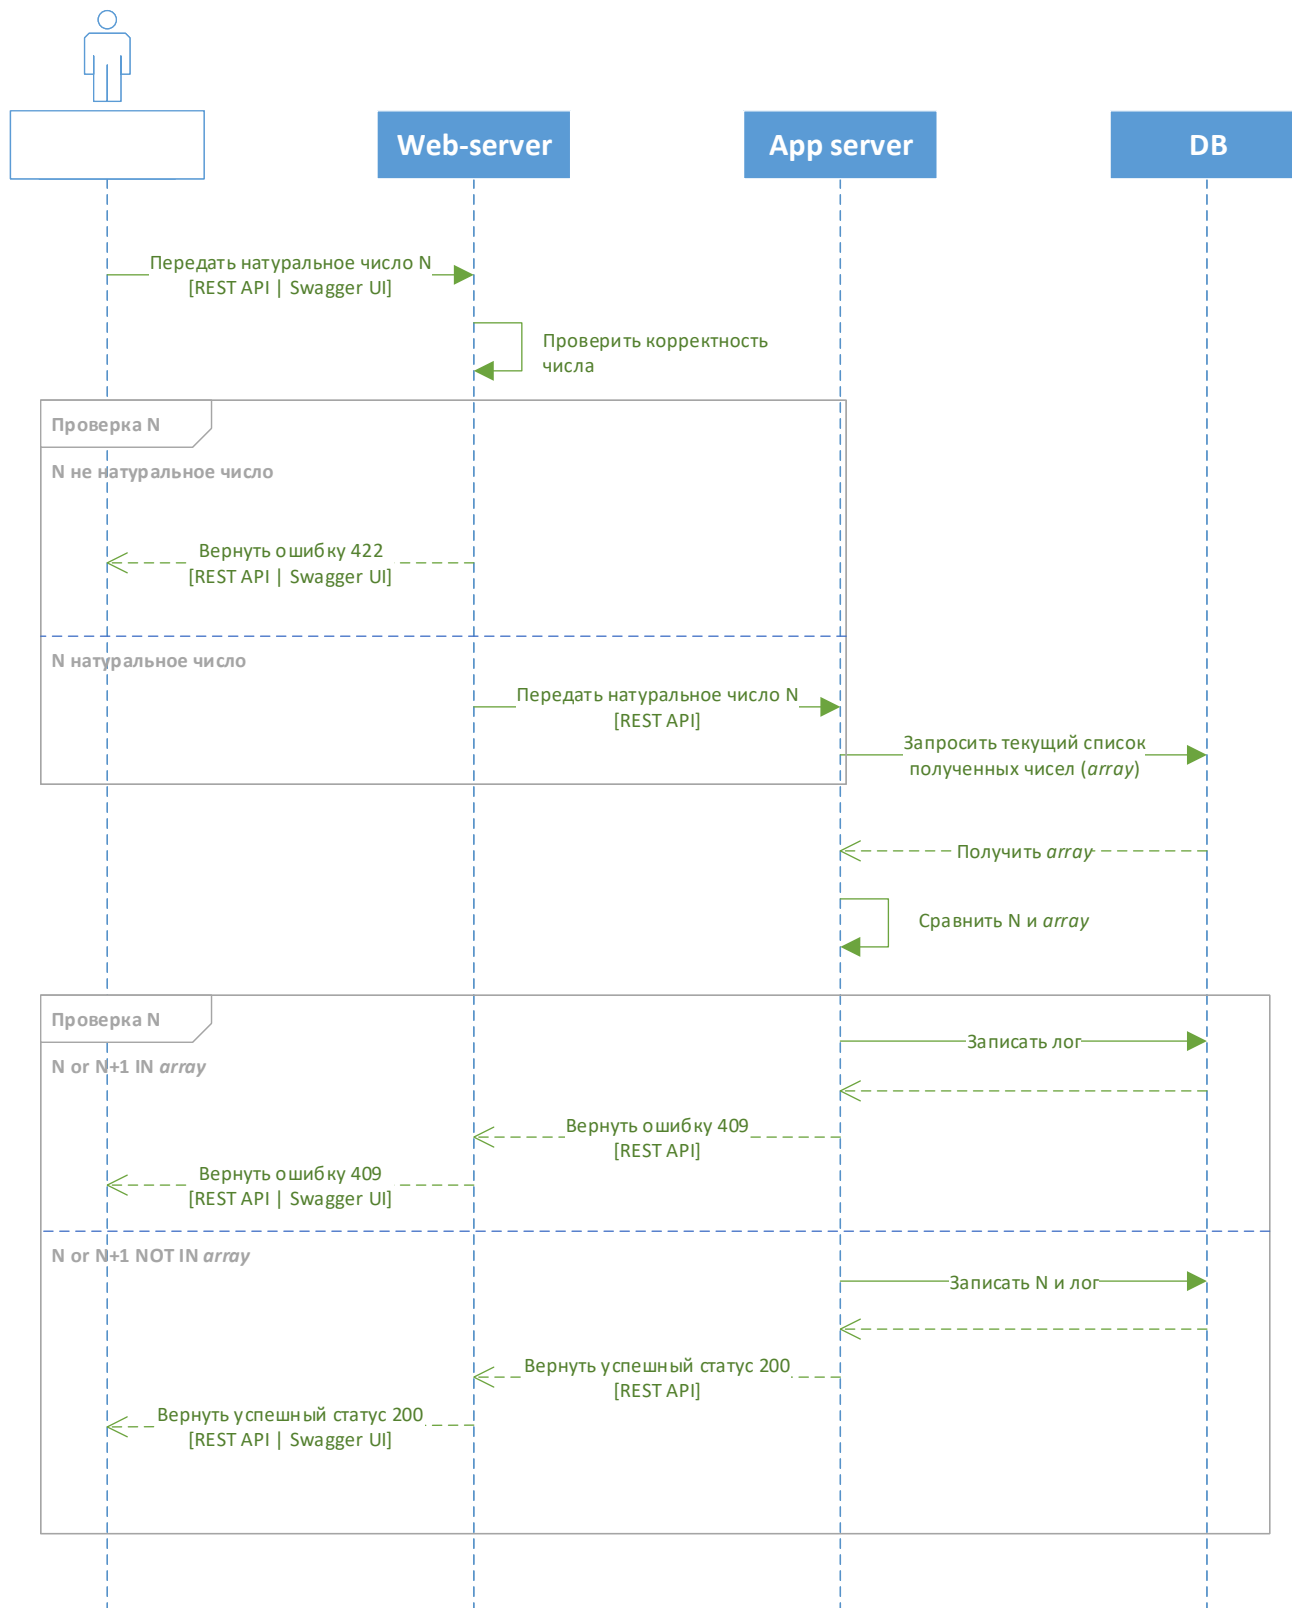 Web-server
App server
DB
Передать натуральное число N
[REST API | Swagger UI]
Проверить корректность
числа
Проверка N
N не натуральное число
Вернуть ошибку 422
[REST API | Swagger UI]
N натуральное число
Передать натуральное число N
[REST API]
Запросить текущий список
полученных чисел (array)
Получить array
Сравнить N и array
Проверка N
Записать лог
N or N+1 IN array
Вернуть ошибку 409
[REST API]
Вернуть ошибку 409
[REST API | Swagger UI]
N or N+1 NOT IN array
Записать N и лог
Вернуть успешный статус 200
[REST API]
Вернуть успешный статус 200
[REST API | Swagger UI]